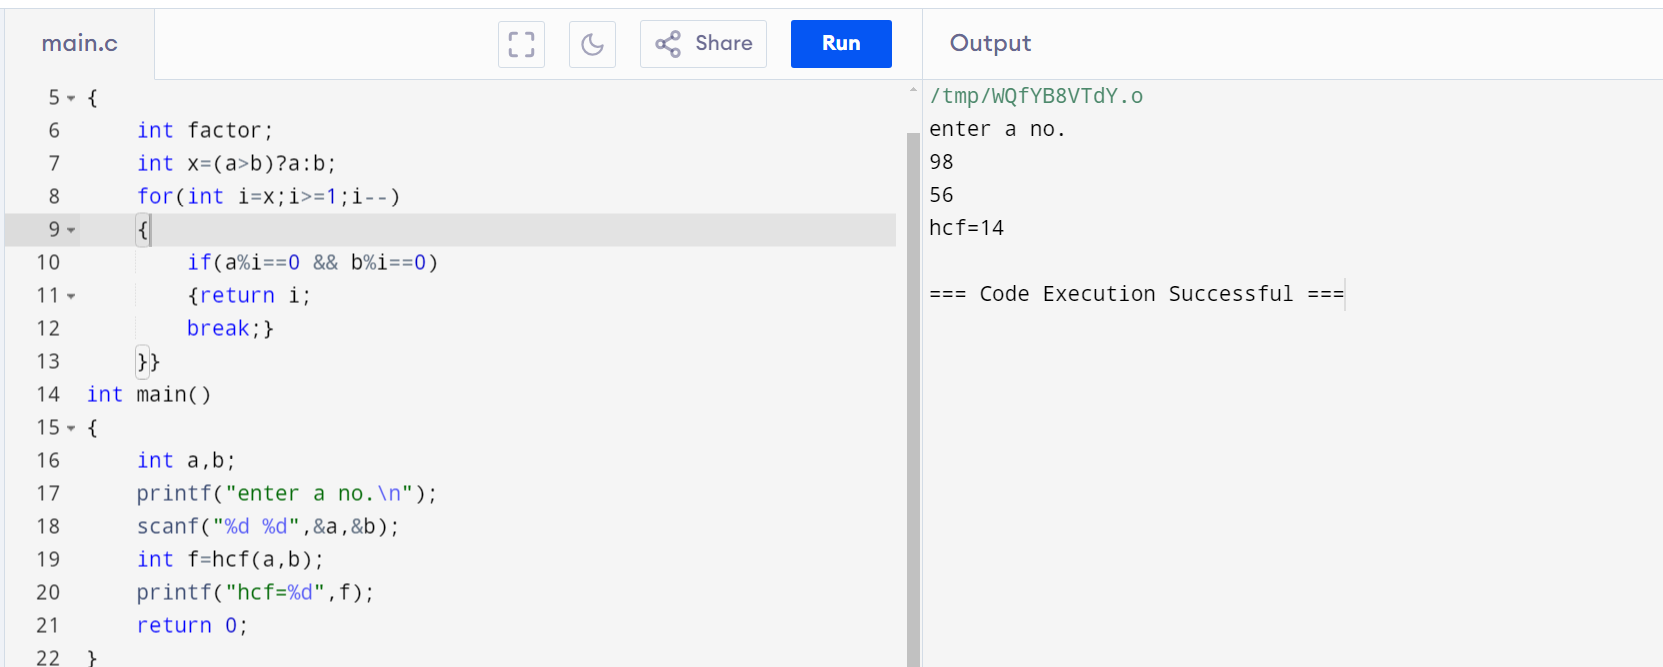 main.c
Share
Run
Output
5 {
6 int factor;
7 int x=(a>b)?a:b;
8 for(int i=x;i>=1;i--)
9 {
10 if(a%i==0 && b%i==0)
11 {return i;
12 break;}
13 }}
14 int main()
15 {
16 int a,b;
17 printf("enter a no.\n");
18 scanf("%d %d",&a,&b);
19 int f=hcf(a,b);
20 printf("hcf=%d",f);
21 return 0;
22 }
/tmp/WQfYB8VTdY.o
enter a no.
98
56
hcf=14
=== Code Execution Successful ===